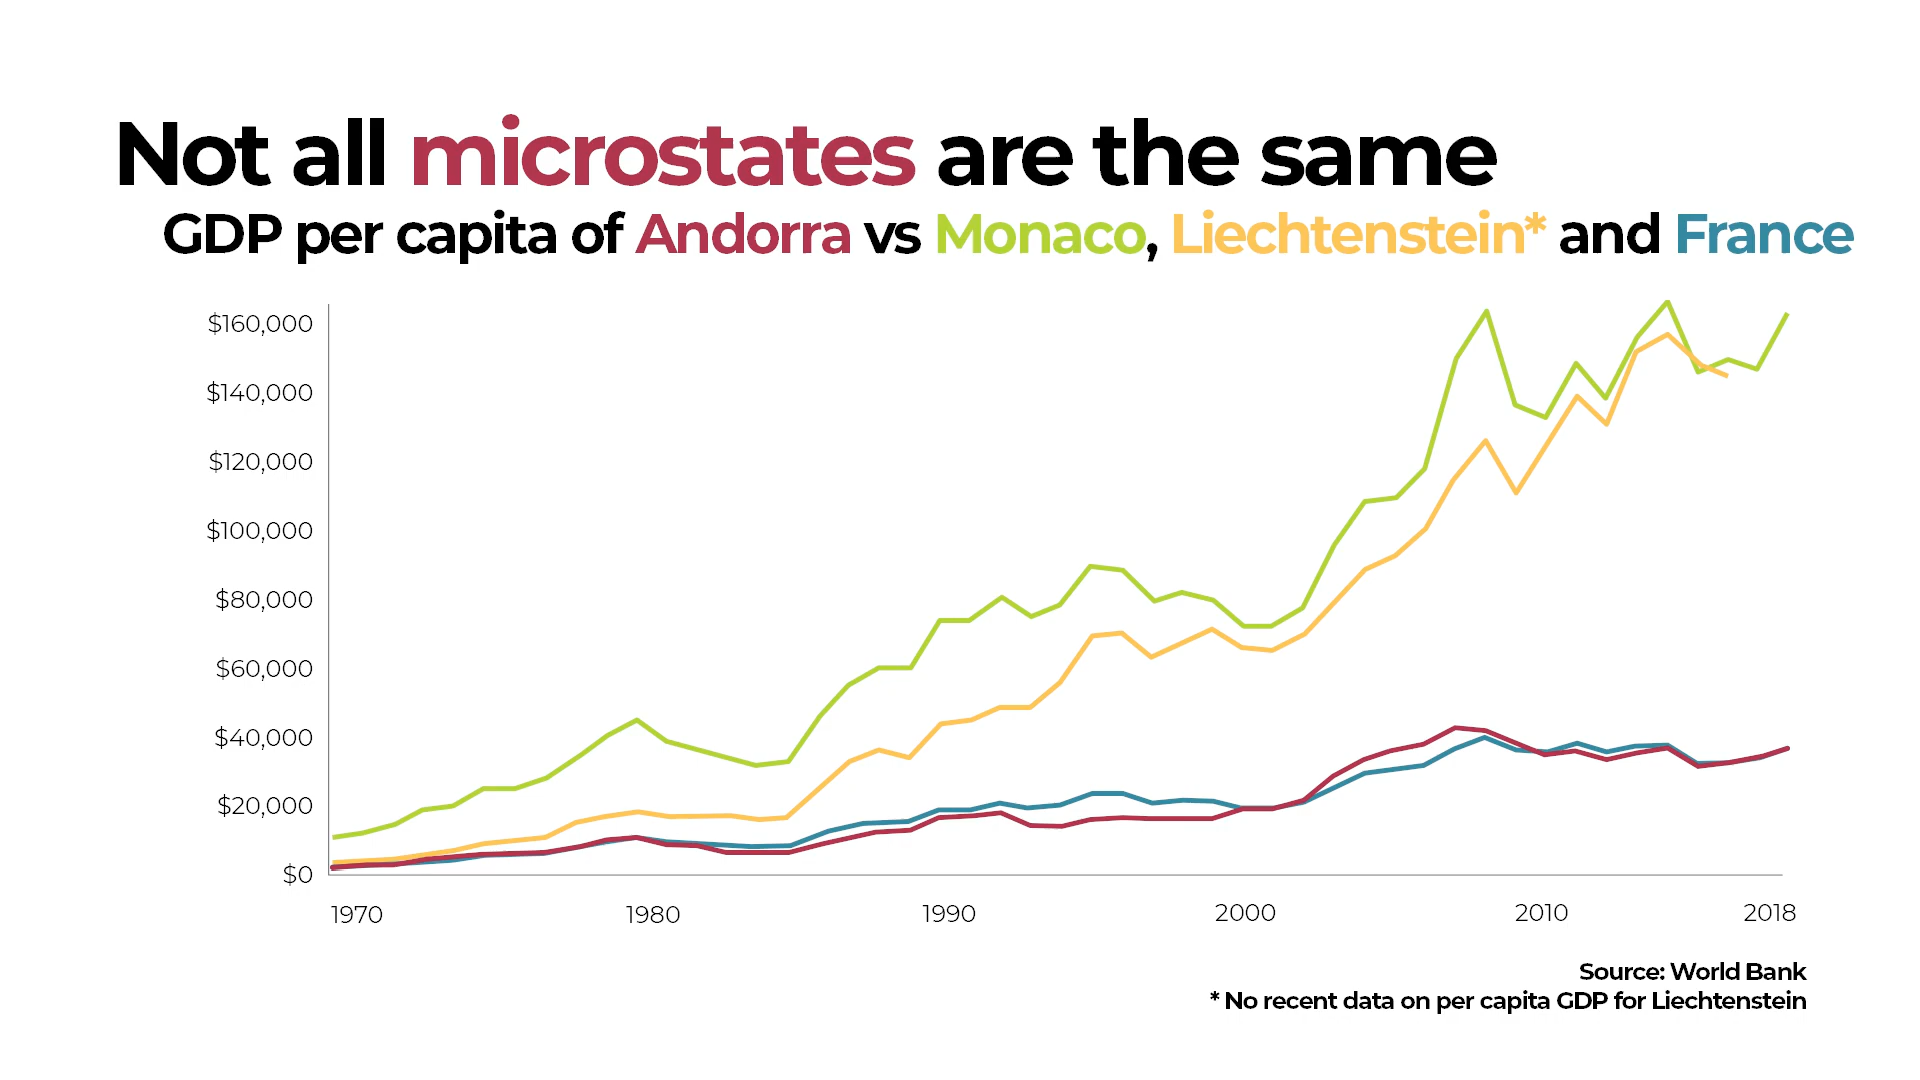 Not all microstates are the same
GDP per capita of Andorra vs Monaco, Liechtenstein* and France
$160,000
$140,000
$120,000
$100,000
$80,000
$60,000
$40,000
$20,000
$0
1970 1980 1990 2000 2010 2018
Source: World Bank
* No recent data on per capita GDP for Liechtenstein